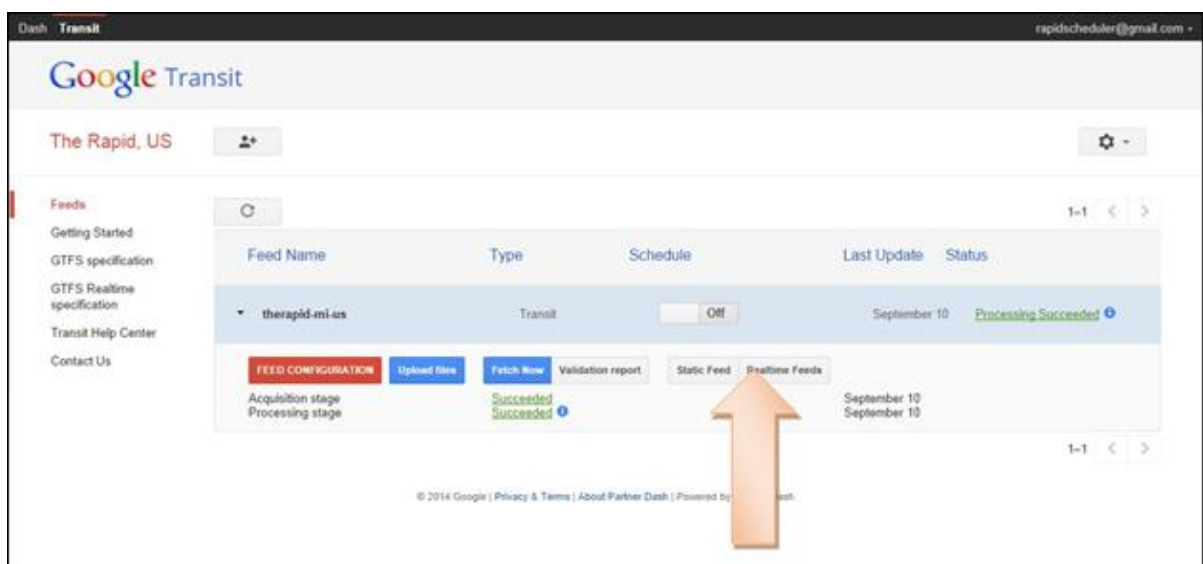 Dash Transit rapidscheduler@gmail.com
Google Transit
The Rapid, US
Feeds
Getting Started
GTFS specification
GTFS Realtime
specification
Transit Help Center
Contact Us
1–1
Feed Name Type Schedule Last Update Status
therapid-mi-us Transit Off September 10 Processing Succeeded
FEED CONFIGURATION Upload files Fetch Now Validation report Static Feed Realtime Feeds
Acquisition stage Succeeded September 10
Processing stage Succeeded September 10
1–1
© 2014 Google | Privacy & Terms | About Partner Dash | Powered by